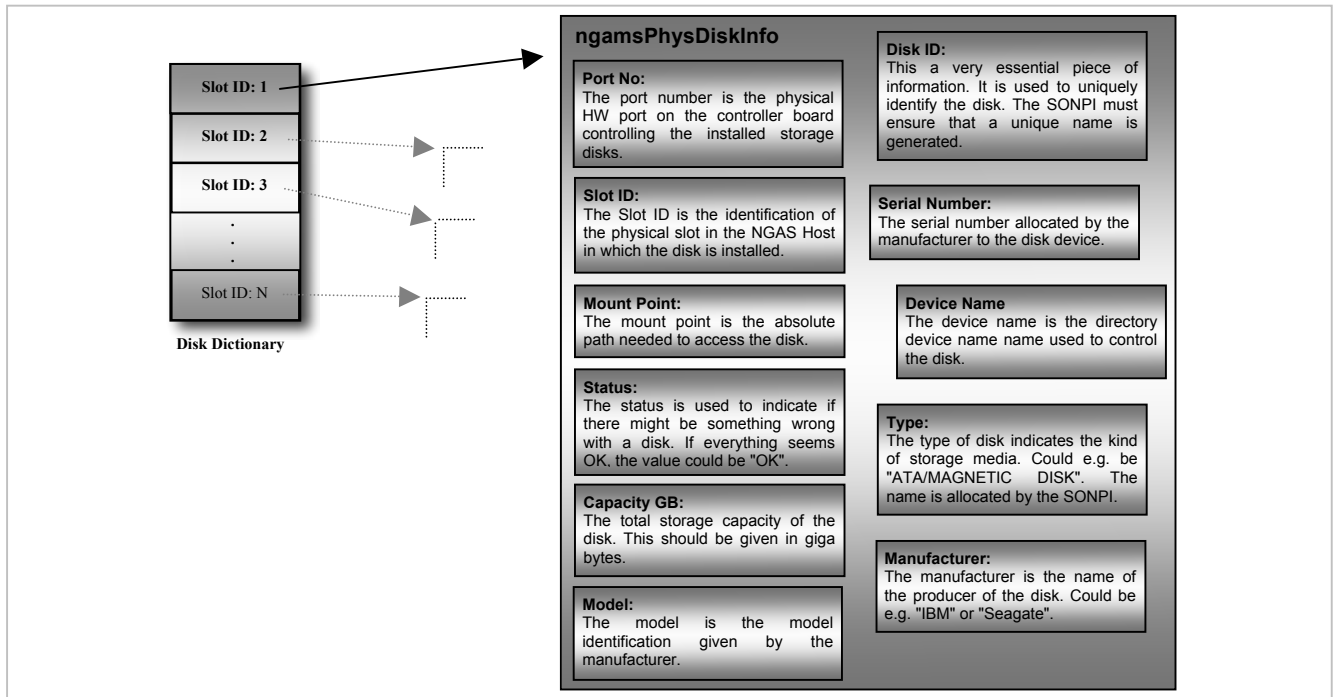 Slot ID: 1
Slot ID: 2
Slot ID: 3
.
.
.
Slot ID: N
Disk Dictionary
ngamsPhysDiskInfo
Port No:
The port number is the physical
HW port on the controller board
controlling the installed storage
disks.
Slot ID:
The Slot ID is the identification of
the physical slot in the NGAS Host
in which the disk is installed.
Mount Point:
The mount point is the absolute
path needed to access the disk.
Status:
The status is used to indicate if
there might be something wrong
with a disk. If everything seems
OK, the value could be "OK".
Capacity GB:
The total storage capacity of the
disk. This should be given in giga
bytes.
Model:
The model is the model
identification given by the
manufacturer.
Disk ID:
This a very essential piece of
information. It is used to uniquely
identify the disk. The SONPI must
ensure that a unique name is
generated.
Serial Number:
The serial number allocated by the
manufacturer to the disk device.
Device Name
The device name is the directory
device name name used to control
the disk.
Type:
The type of disk indicates the kind
of storage media. Could e.g. be
"ATA/MAGNETIC DISK". The
name is allocated by the SONPI.
Manufacturer:
The manufacturer is the name of
the producer of the disk. Could be
e.g. "IBM" or "Seagate".